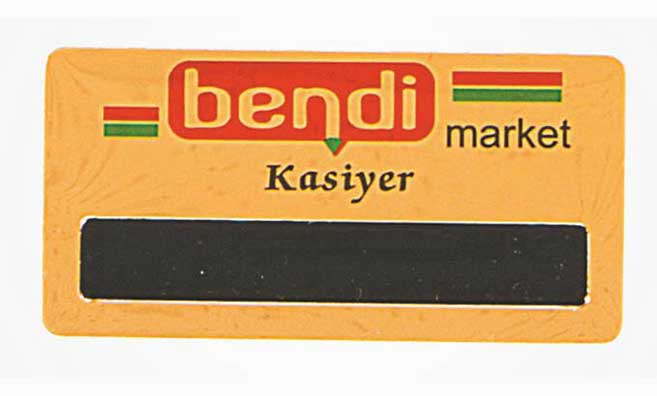 bendi
market
Kasiyer